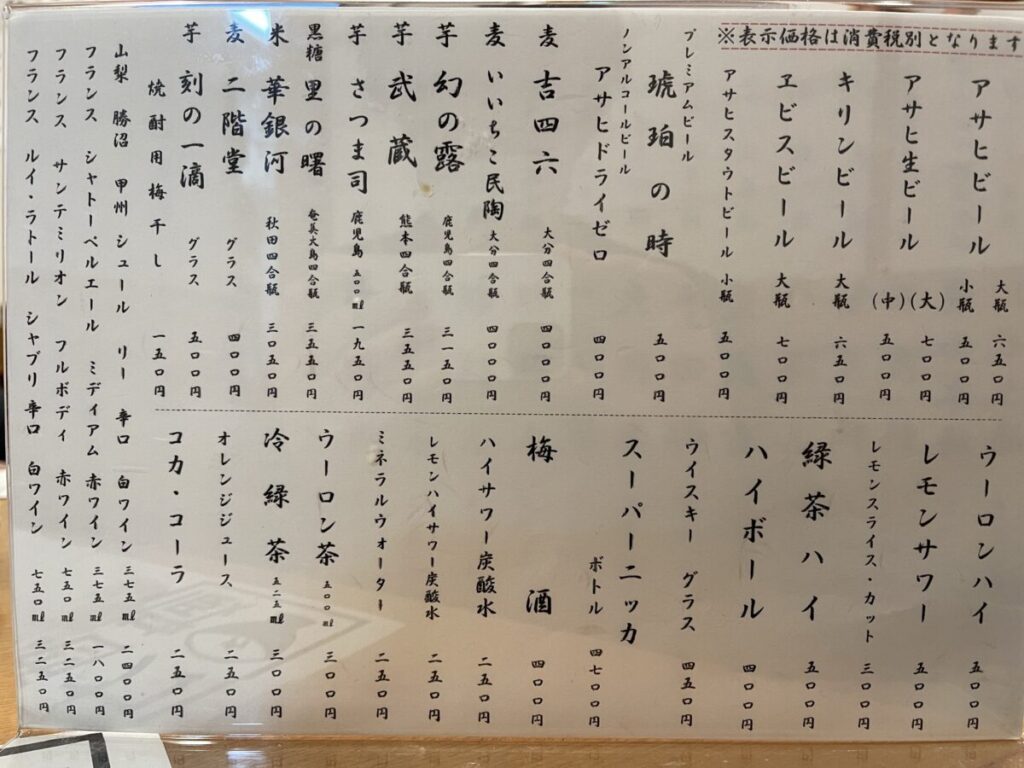 ※表示価格は消費税別となります
アサヒビール 大瓶 六五〇円
小瓶 五〇〇円
アサヒ生ビール (大) 七〇〇円
(中) 五〇〇円
キリンビール 大瓶 六五〇円
ヱビスビール 大瓶 七〇〇円
アサヒスタウトビール 小瓶 五〇〇円
プレミアムビール
琥珀の時 五〇〇円
ノンアルコールビール
アサヒドライゼロ 四〇〇円
麦 吉四六 大分四合瓶 四〇〇〇円
麦 いいちこ民陶 大分四合瓶 四〇〇〇円
芋 幻の露 鹿児島四合瓶 三一五〇円
芋 武蔵 熊本四合瓶 三五五〇円
芋 さつま司 鹿児島 五〇〇㎖ 一九五〇円
黒糖 里の曙 奄美大島四合瓶 三五五〇円
米 華銀河 秋田四合瓶 三〇五〇円
麦 二階堂 グラス 四〇〇円
芋 刻の一滴 グラス 五〇〇円
焼酎用梅干し 一五〇円
ウーロンハイ 五〇〇円
レモンサワー 五〇〇円
レモンスライス・カット 三〇〇円
緑茶ハイ 五〇〇円
ハイボール 四〇〇円
ウイスキー グラス 四五〇円
スーパーニッカ
ボトル 四七〇〇円
梅酒 四〇〇円
ハイサワー炭酸水 二五〇円
レモンハイサワー炭酸水 二五〇円
ミネラルウォーター 二五〇円
ウーロン茶 五〇〇㎖ 三〇〇円
冷緑茶 五二五㎖ 三〇〇円
オレンジジュース 二五〇円
コカ・コーラ 二五〇円
山梨 勝沼 甲州 シュール リー 辛口 白ワイン 三七五㎖ 二四〇〇円
フランス シャトーベルエール ミディアム 赤ワイン 三七五㎖ 一八〇〇円
フランス サンテミリオン フルボディ 赤ワイン 七五〇㎖ 三二五〇円
フランス ルイ・ラトール シャブリ 辛口 白ワイン 七五〇㎖ 三二五〇円